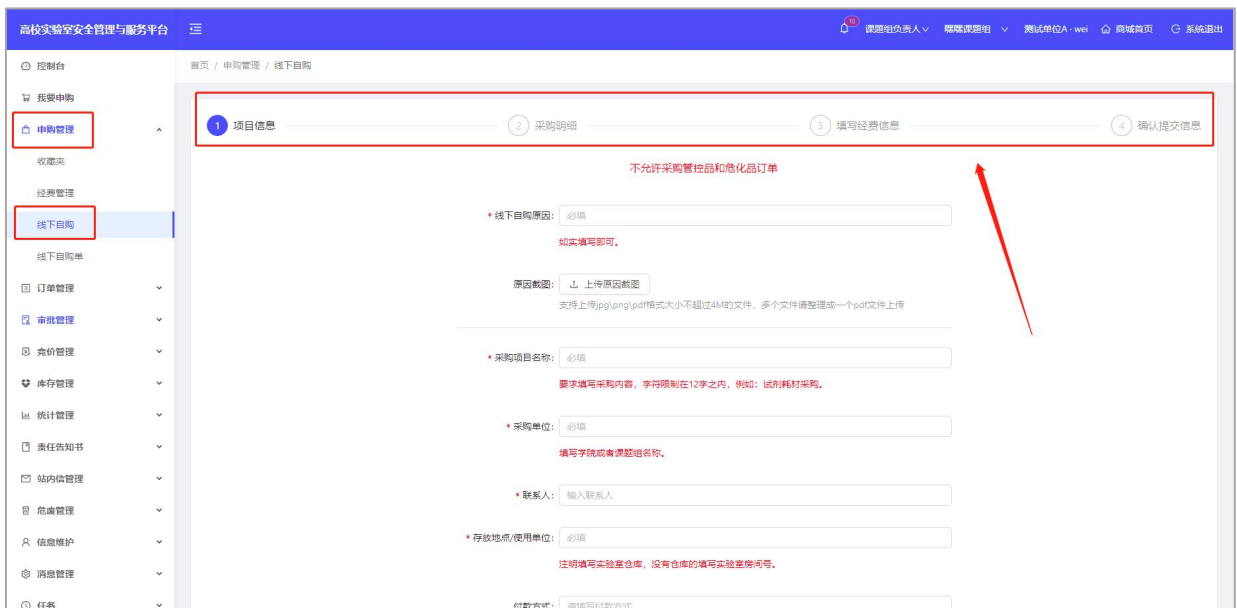 高校实验室安全管理与服务平台
10
课题组负责人 嘿嘿课题组 测试单位A · wei 商城首页 系统退出
控制台
我要申购
申购管理
收藏夹
经费管理
线下自购
线下自购单
订单管理
审批管理
竞价管理
库存管理
统计管理
责任告知书
站内信管理
危废管理
信息维护
消息管理
任务
首页 / 申购管理 / 线下自购
1 项目信息 2 采购明细 3 填写经费信息 4 确认提交信息
不允许采购管控品和危化品订单
* 线下自购原因: 必填
如实填写即可。
原因截图: 上传原因截图
支持上传jpg\png\pdf格式大小不超过4M的文件，多个文件请整理成一个pdf文件上传
* 采购项目名称: 必填
要求填写采购内容，字符限制在12字之内，例如：试剂耗材采购。
* 采购单位: 必填
填写学院或者课题组名称。
* 联系人: 输入联系人
* 存放地点/使用单位: 必填
注明填写实验室仓库，没有仓库的填写实验室房间号。
付款方式: 请填写付款方式